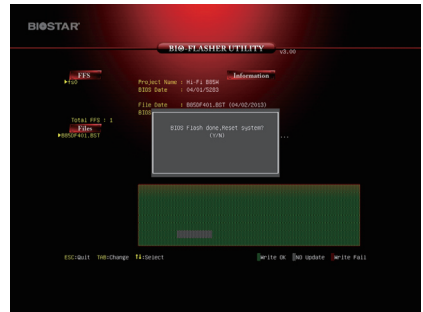 BIOSTAR
BIO-FLASHER UTILITY v3.00
FFS
▶fs0
Information
Project Name : Hi-Fi B85W
BIOS Date : 04/01/5203
File Date : B85DF401.BST (04/02/2013)
BIOS
Total FFS : 1
Files
▶B85DF401.BST
BIOS Flash done,Reset system?
(Y/N)
...
ESC:Quit TAB:Change ↑↓:Select
Write OK NO Update Write Fail